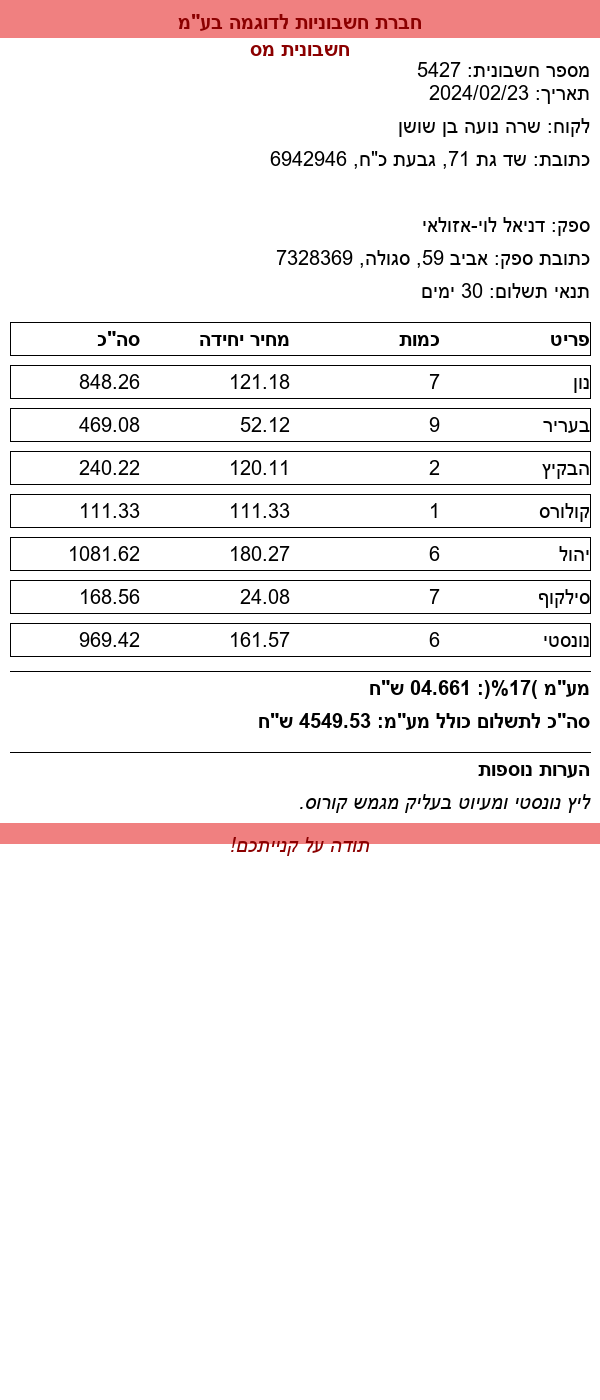 חברת חשבוניות לדוגמה בע"מ
חשבונית מס
מספר חשבונית: 5427
תאריך: 2024/02/23
לקוח: שרה נועה בן שושן
כתובת: שד גת 71, גבעת כ"ח, 6942946
ספק: דניאל לוי-אזולאי
כתובת ספק: אביב 59, סגולה, 7328369
תנאי תשלום: 30 ימים
פריט כמות מחיר יחידה סה"כ
נון 7 121.18 848.26
בעריר 9 52.12 469.08
הבקיץ 2 120.11 240.22
קולורס 1 111.33 111.33
יהול 6 180.27 1081.62
סילקוף 7 24.08 168.56
נונסטי 6 161.57 969.42
מע"מ )17%(: 04.661 ש"ח
סה"כ לתשלום כולל מע"מ: 4549.53 ש"ח
הערות נוספות
ליץ נונסטי ומעיוט בעליק מגמש קורוס.
תודה על קנייתכם!